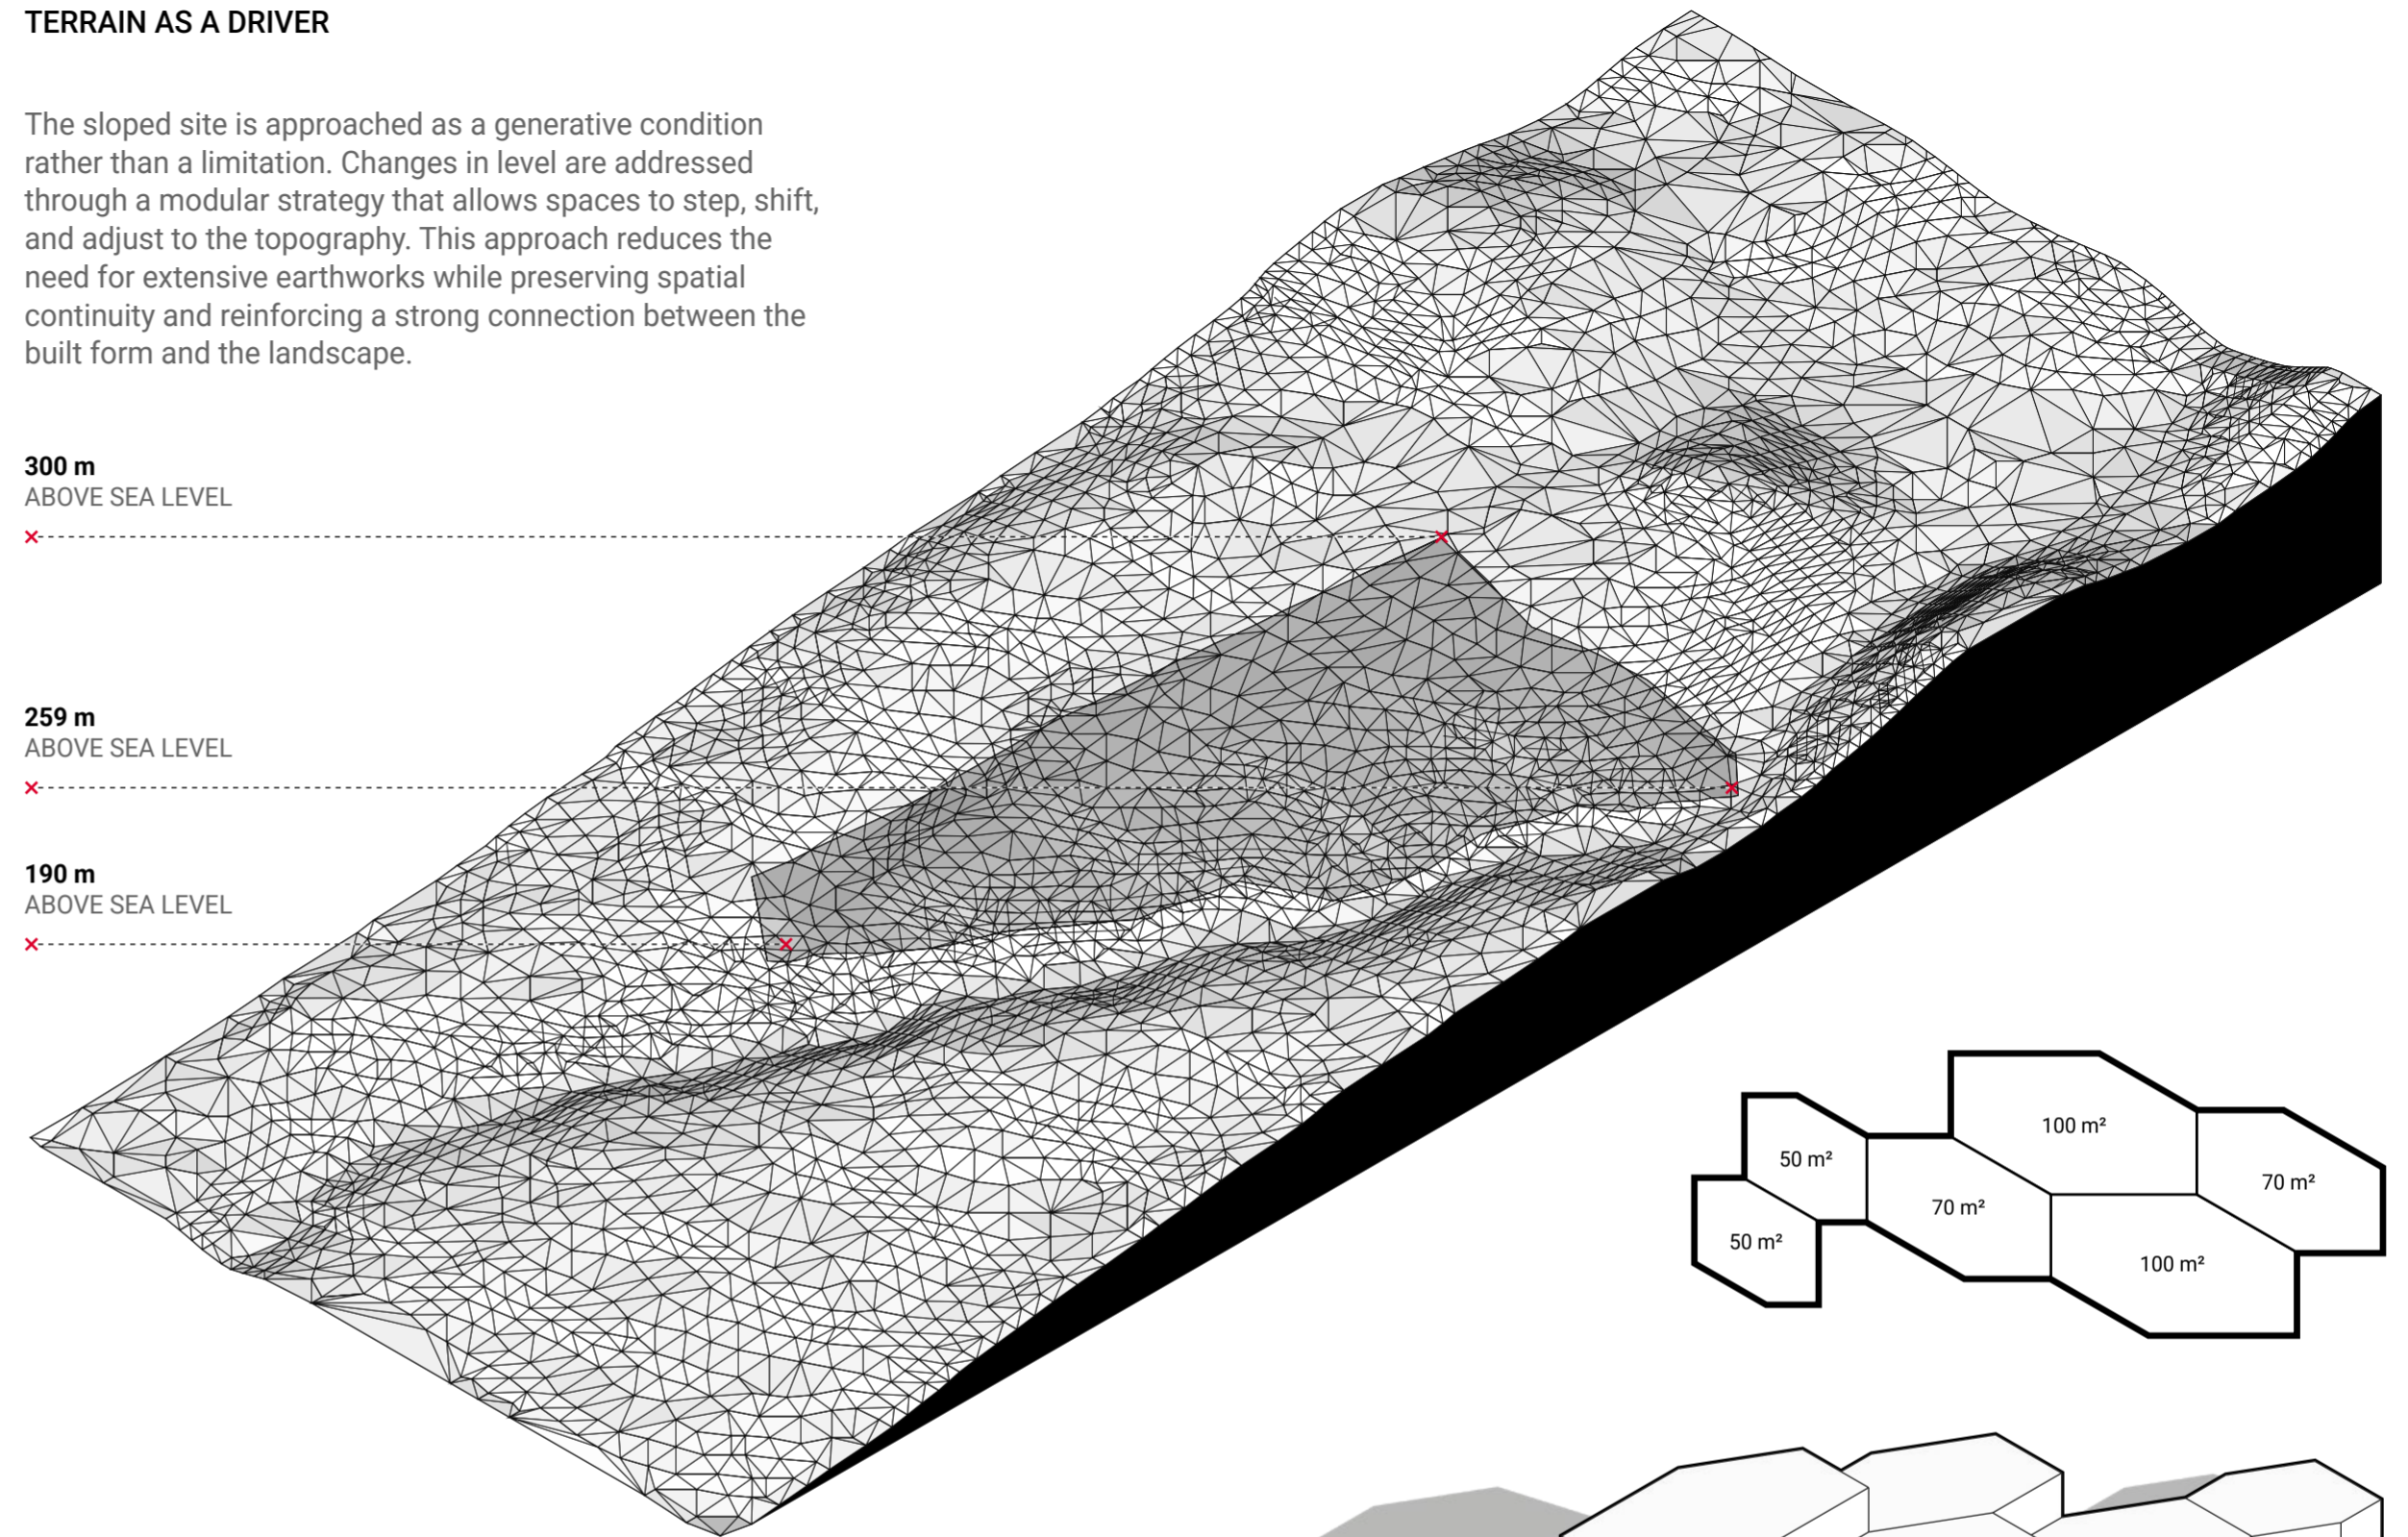 TERRAIN AS A DRIVER
The sloped site is approached as a generative condition
rather than a limitation. Changes in level are addressed
through a modular strategy that allows spaces to step, shift,
and adjust to the topography. This approach reduces the
need for extensive earthworks while preserving spatial
continuity and reinforcing a strong connection between the
built form and the landscape.
300 m
ABOVE SEA LEVEL
259 m
ABOVE SEA LEVEL
190 m
ABOVE SEA LEVEL
100 m²
50 m²
70 m²
70 m²
50 m²
100 m²